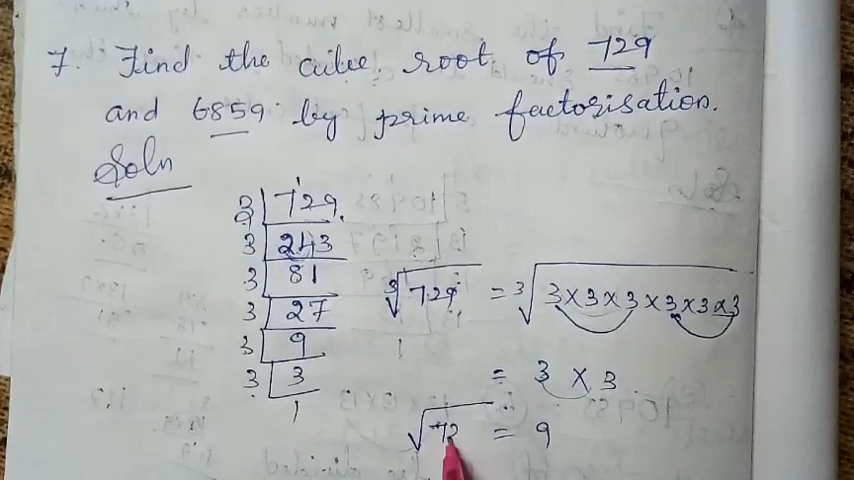 7. Find the cube root of 729
and 6859 by prime factorisation.
Soln
3 | 729
3 | 243
3 | 81
3 | 27
3 | 9
3 | 3
1
∛729 = ∛3×3×3×3×3×3
= 3 × 3
√72 = 9